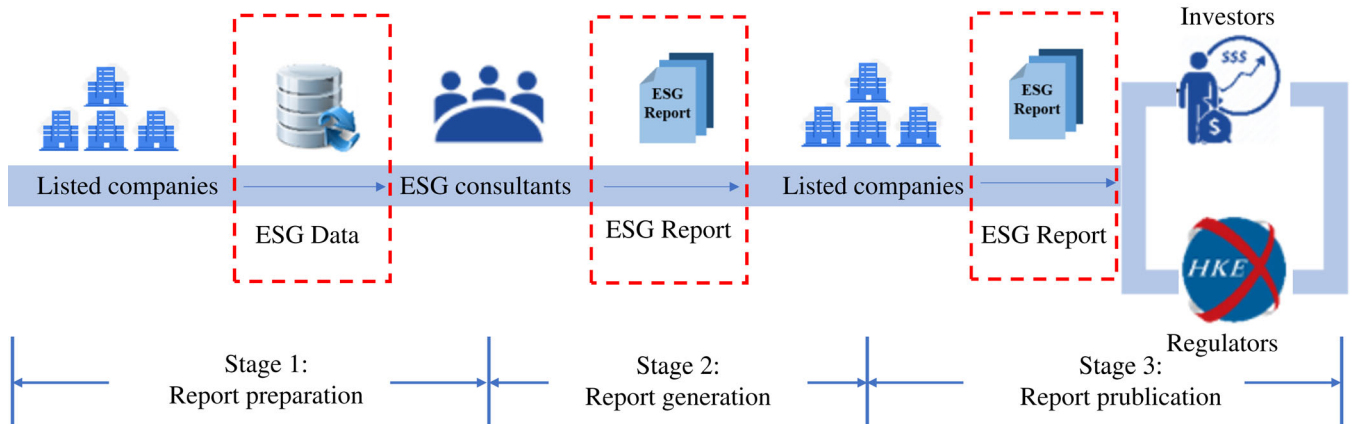 Investors
$$$
$
ESG
Report
ESG
Report
Listed companies
ESG consultants
Listed companies
ESG Data
ESG Report
ESG Report
HKEX
Regulators
Stage 1:
Report preparation
Stage 2:
Report generation
Stage 3:
Report prublication